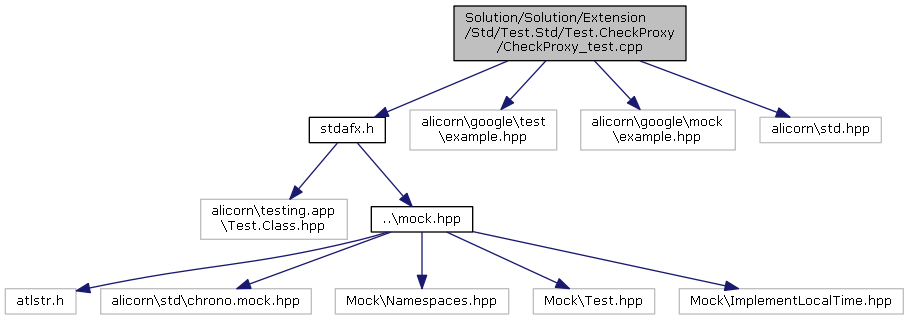 Solution/Solution/Extension
/Std/Test.Std/Test.CheckProxy
/CheckProxy_test.cpp
stdafx.h
alicorn\google\test
\example.hpp
alicorn\google\mock
\example.hpp
alicorn\std.hpp
alicorn\testing.app
\Test.Class.hpp
..\mock.hpp
atlstr.h
alicorn\std\chrono.mock.hpp
Mock\Namespaces.hpp
Mock\Test.hpp
Mock\ImplementLocalTime.hpp